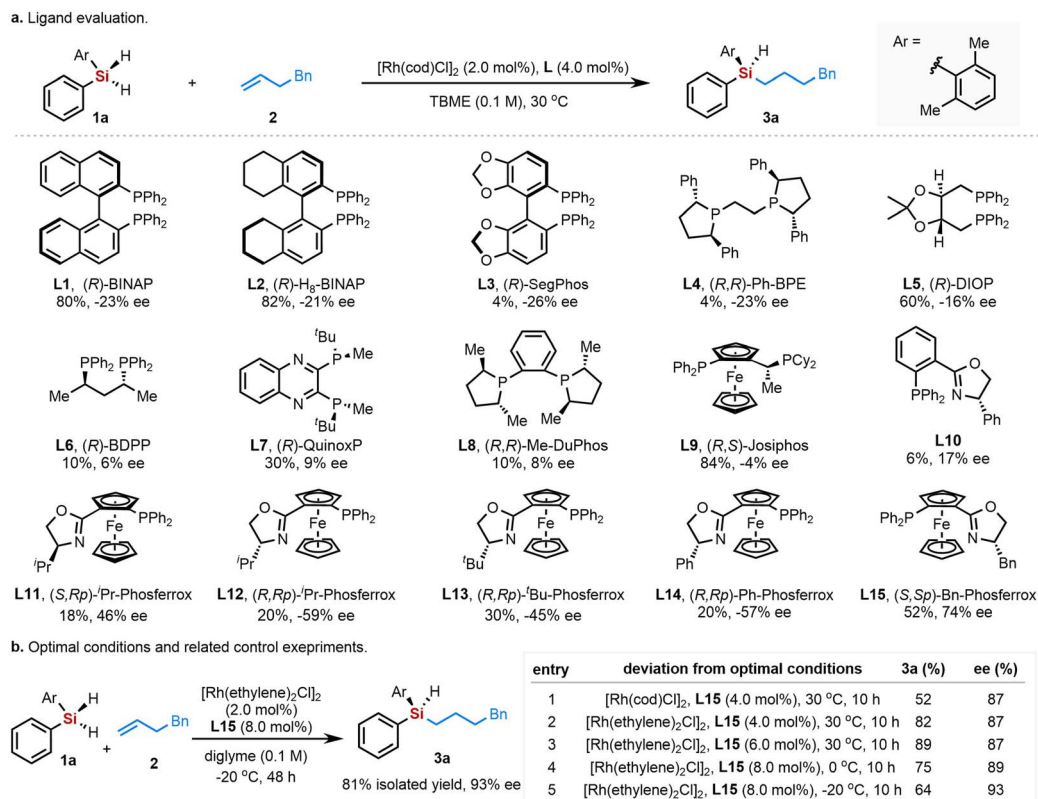 a. Ligand evaluation.
Ar H Si H 1a
+
Bn 2
[Rh(cod)Cl]2 (2.0 mol%), L (4.0 mol%)
TBME (0.1 M), 30 °C
Ar H Si Bn 3a
Ar = Me Me
PPh2 PPh2
L1, (R)-BINAP
80%, -23% ee
PPh2 PPh2
L2, (R)-H8-BINAP
82%, -21% ee
O O O O PPh2 PPh2
L3, (R)-SegPhos
4%, -26% ee
Ph P Ph P Ph Ph
L4, (R,R)-Ph-BPE
4%, -23% ee
Me Me O O H H PPh2 PPh2
L5, (R)-DIOP
60%, -16% ee
PPh2 PPh2 Me Me
L6, (R)-BDPP
10%, 6% ee
N N tBu P Me P Me tBu
L7, (R)-QuinoxP
30%, 9% ee
Me P Me P Me Me
L8, (R,R)-Me-DuPhos
10%, 8% ee
Ph2P Fe PCy2 Me
L9, (R,S)-Josiphos
84%, -4% ee
O N PPh2 Ph
L10
6%, 17% ee
O N iPr Fe PPh2
L11, (S,Rp)-iPr-Phosferrox
18%, 46% ee
O N iPr Fe PPh2
L12, (R,Rp)-iPr-Phosferrox
20%, -59% ee
O N tBu Fe PPh2
L13, (R,Rp)-tBu-Phosferrox
30%, -45% ee
O N Ph Fe PPh2
L14, (R,Rp)-Ph-Phosferrox
20%, -57% ee
Ph2P Fe O N Bn
L15, (S,Sp)-Bn-Phosferrox
52%, 74% ee
b. Optimal conditions and related control exepriments.
Ar H Si H 1a
+
Bn 2
[Rh(ethylene)2Cl]2
(2.0 mol%)
L15 (8.0 mol%)
diglyme (0.1 M)
-20 °C, 48 h
Ar H Si Bn 3a
81% isolated yield, 93% ee
entry deviation from optimal conditions 3a (%) ee (%)
1 [Rh(cod)Cl]2, L15 (4.0 mol%), 30 °C, 10 h 52 87
2 [Rh(ethylene)2Cl]2, L15 (4.0 mol%), 30 °C, 10 h 82 87
3 [Rh(ethylene)2Cl]2, L15 (6.0 mol%), 30 °C, 10 h 89 87
4 [Rh(ethylene)2Cl]2, L15 (8.0 mol%), 0 °C, 10 h 75 89
5 [Rh(ethylene)2Cl]2, L15 (8.0 mol%), -20 °C, 10 h 64 93